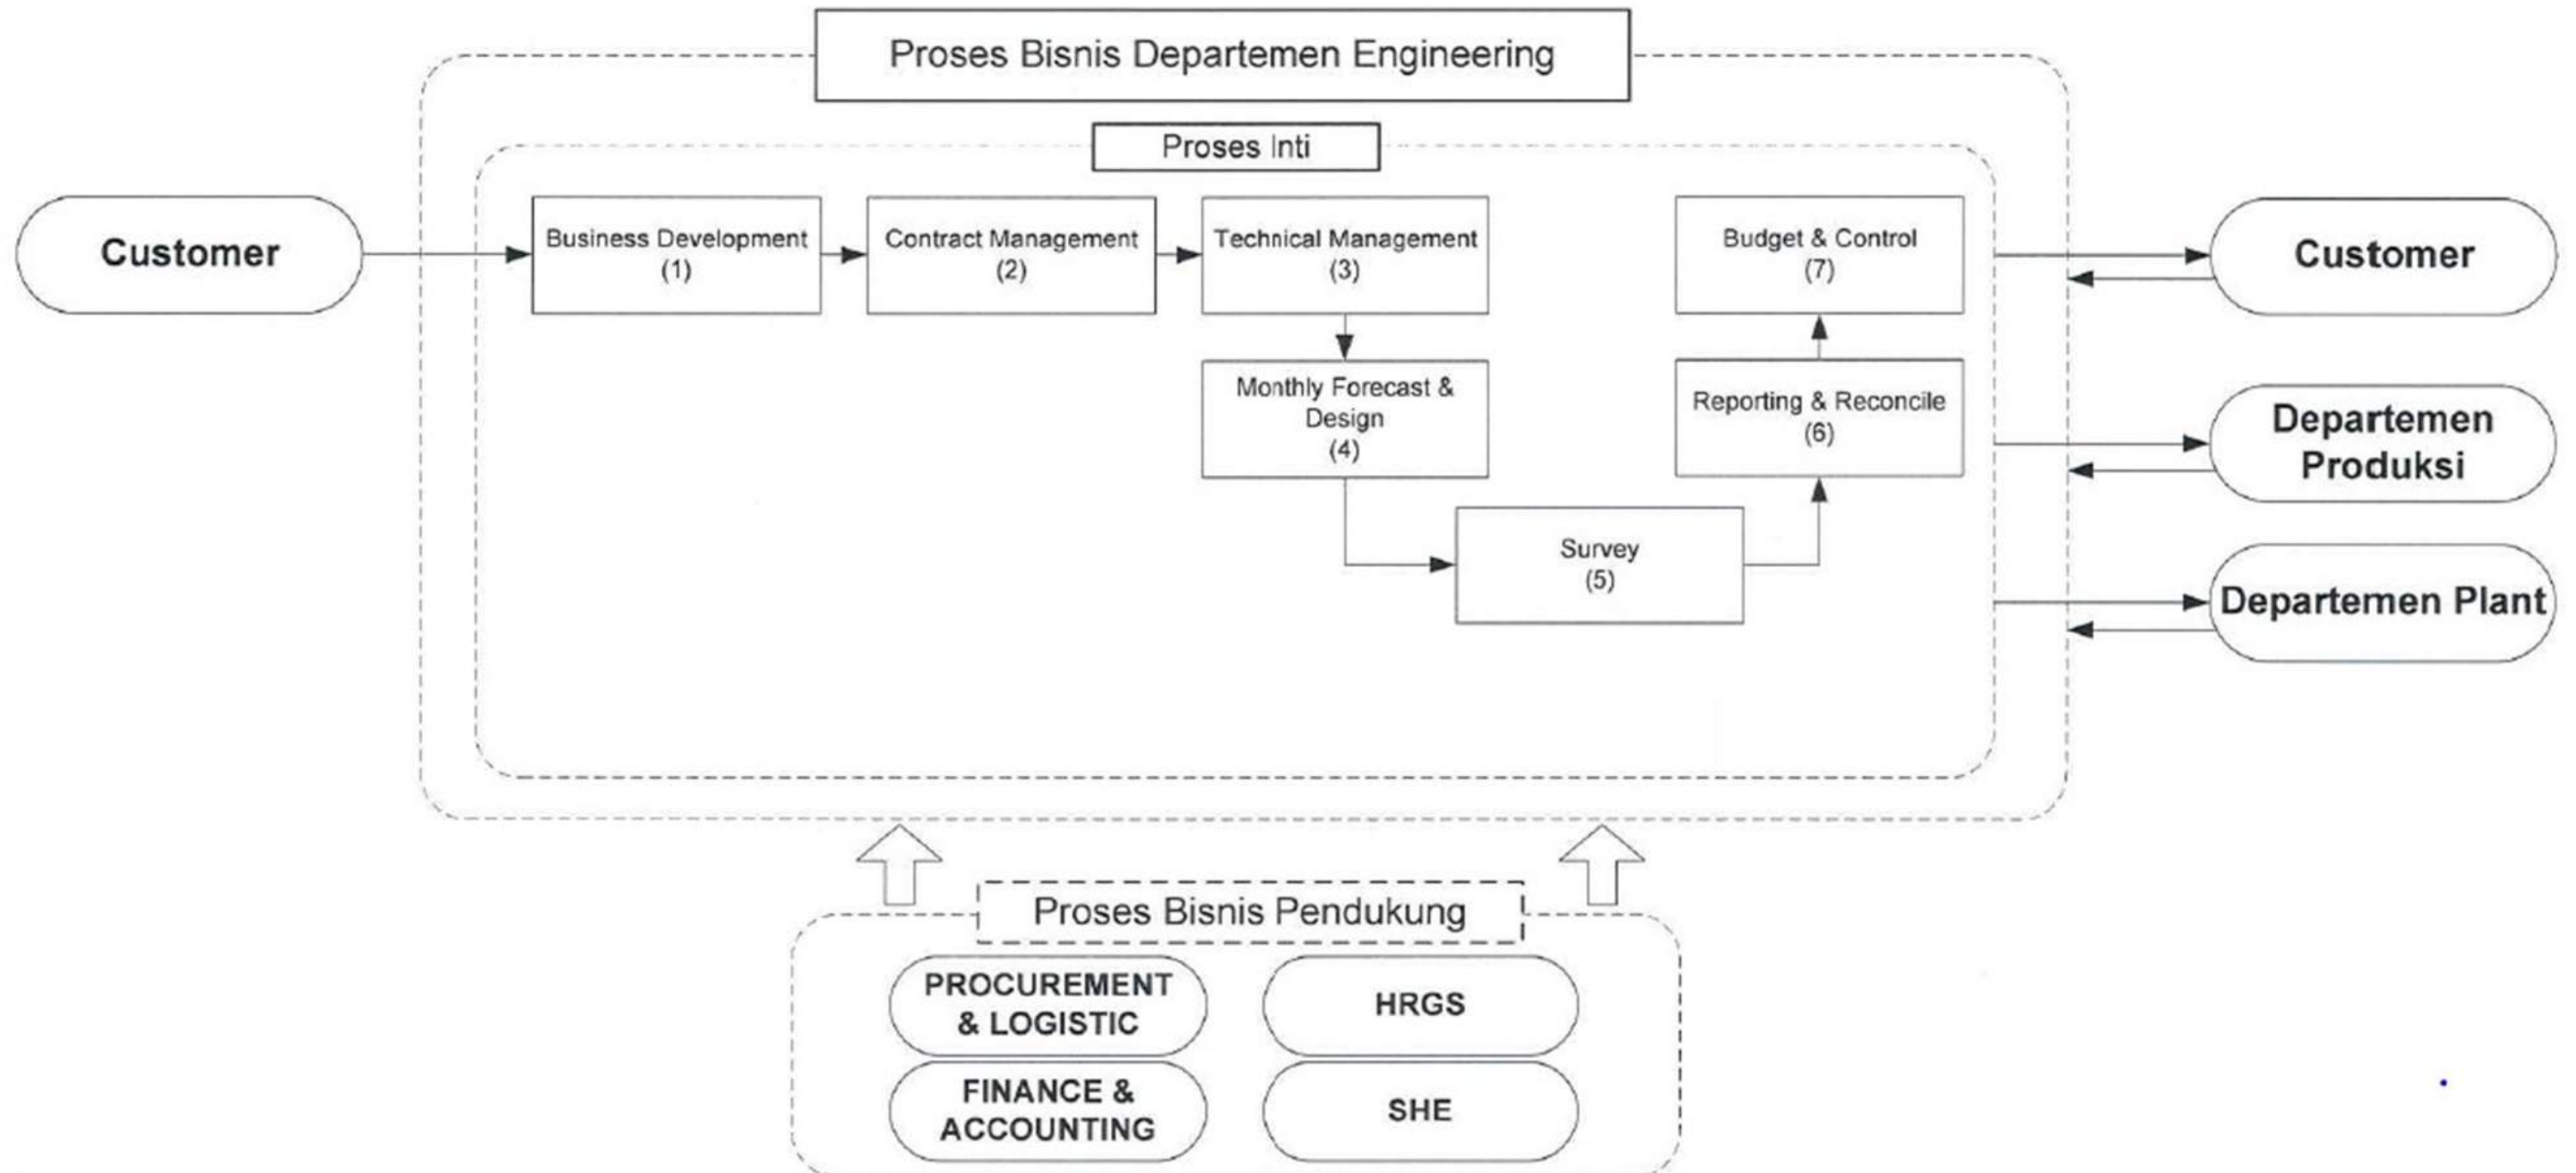 Proses Bisnis Departemen Engineering
Proses Inti
Customer
Business Development
(1)
Contract Management
(2)
Technical Management
(3)
Budget & Control
(7)
Customer
Monthly Forecast &
Design
(4)
Reporting & Reconcile
(6)
Departemen
Produksi
Survey
(5)
Departemen Plant
Proses Bisnis Pendukung
PROCUREMENT
& LOGISTIC
HRGS
FINANCE &
ACCOUNTING
SHE